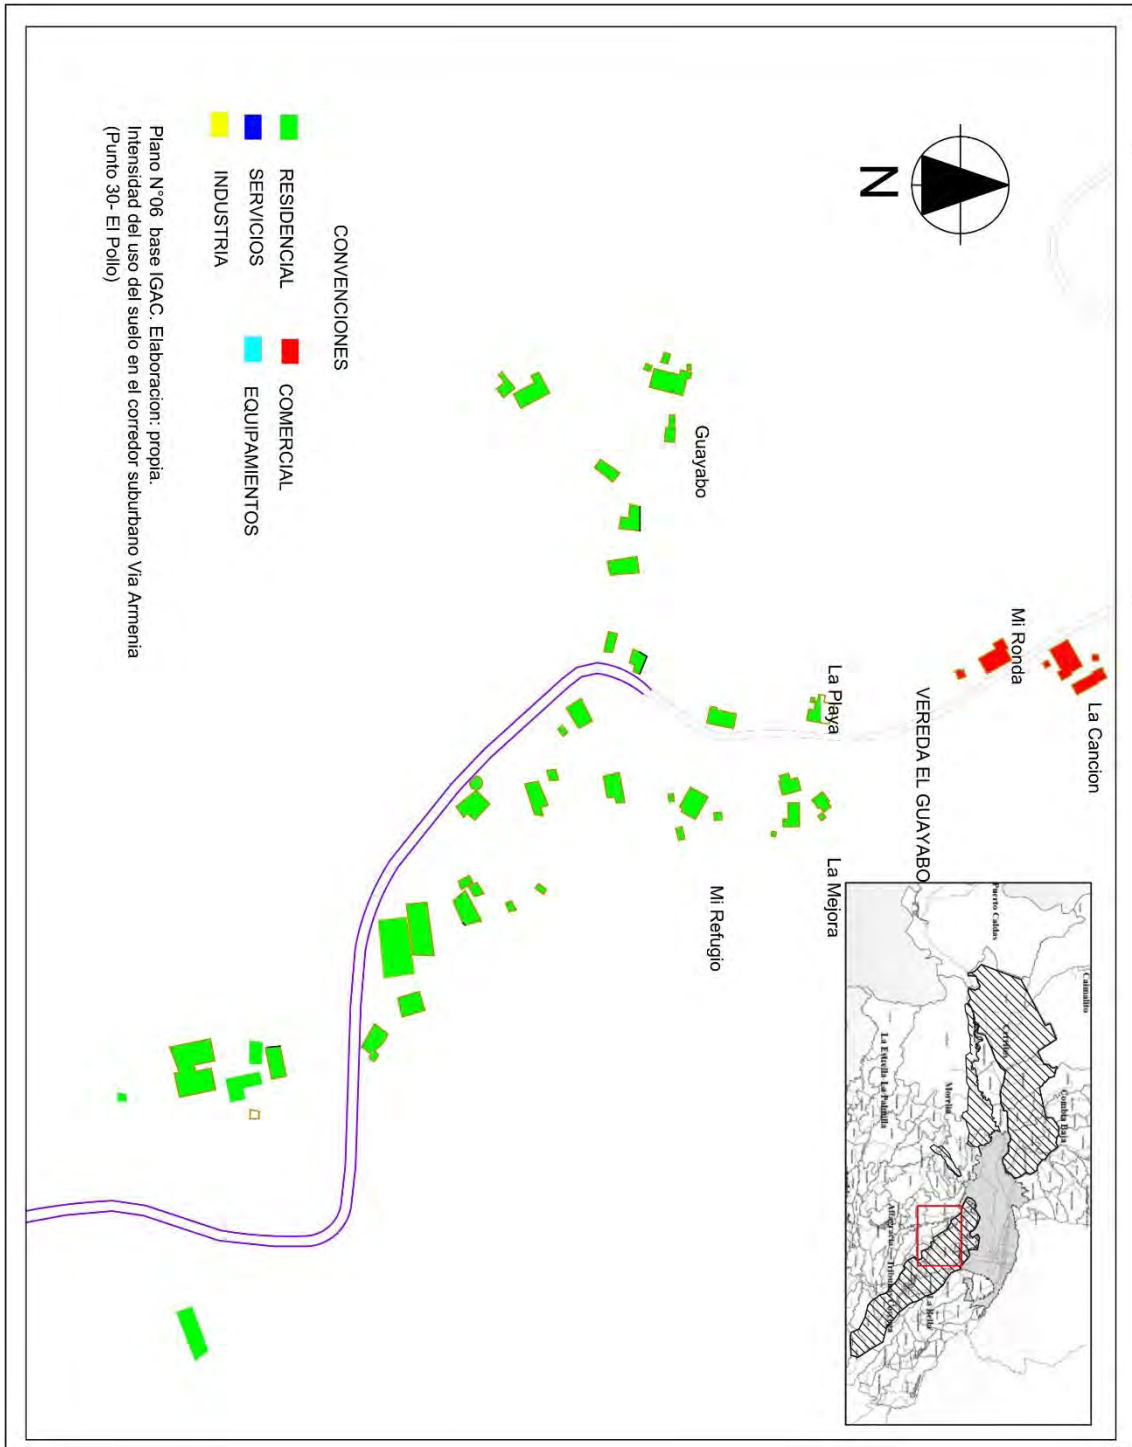 La Cancion
Mi Ronda
VEREDA EL GUAYABO
La Playa
La Mejora
Guayabo
Mi Refugio
N
Puerto Caldas
Caimalito
Cerritos
Combia Baja
Morelia
La Estrella-La Palmilla
La Bella
CONVENCIONES
RESIDENCIAL
COMERCIAL
SERVICIOS
EQUIPAMIENTOS
INDUSTRIA
Plano N°06 base IGAC. Elaboracion: propia.
Intensidad del uso del suelo en el corredor suburbano Via Armenia
(Punto 30- El Pollo)